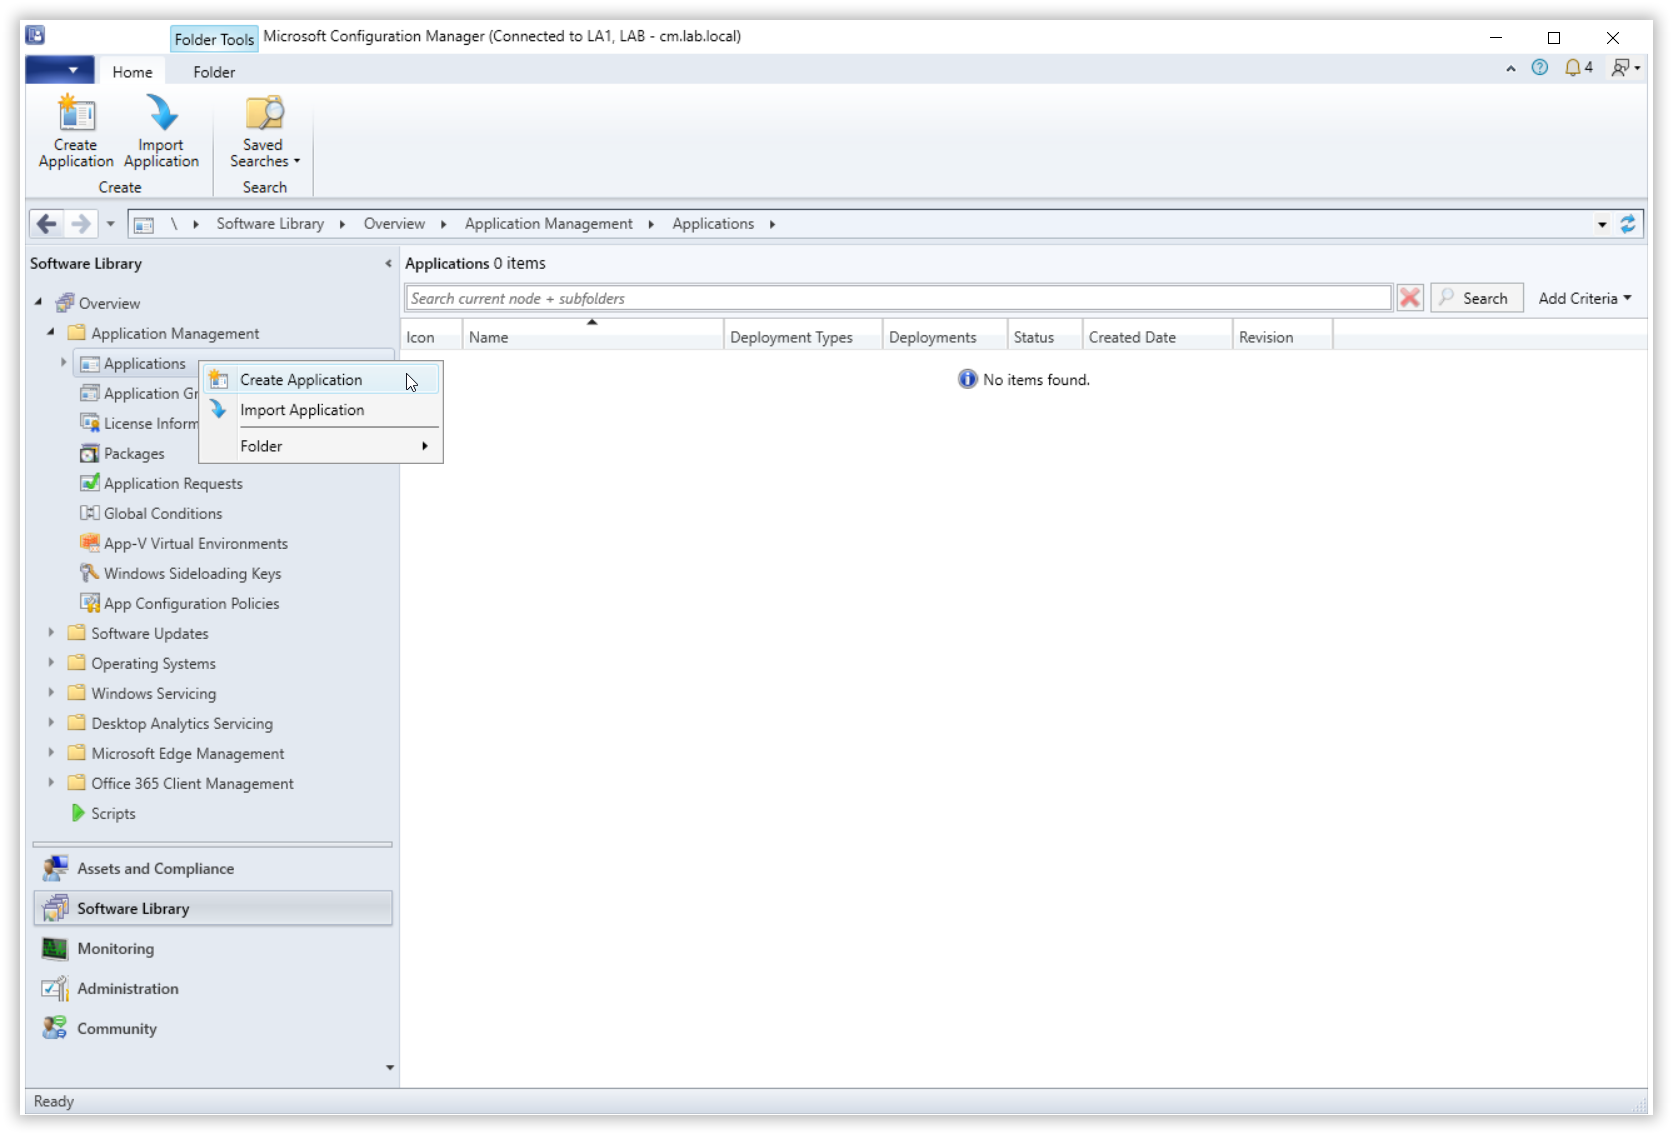 Folder Tools
Microsoft Configuration Manager (Connected to LA1, LAB - cm.lab.local)
Home
Folder
4
Create Application
Import Application
Saved Searches
Create
Search
\
Software Library
Overview
Application Management
Applications
Software Library
Applications 0 items
Search current node + subfolders
Search
Add Criteria
Icon
Name
Deployment Types
Deployments
Status
Created Date
Revision
No items found.
Overview
Application Management
Applications
Application Gr
License Inform
Packages
Application Requests
Global Conditions
App-V Virtual Environments
Windows Sideloading Keys
App Configuration Policies
Software Updates
Operating Systems
Windows Servicing
Desktop Analytics Servicing
Microsoft Edge Management
Office 365 Client Management
Scripts
Create Application
Import Application
Folder
Assets and Compliance
Software Library
Monitoring
Administration
Community
Ready